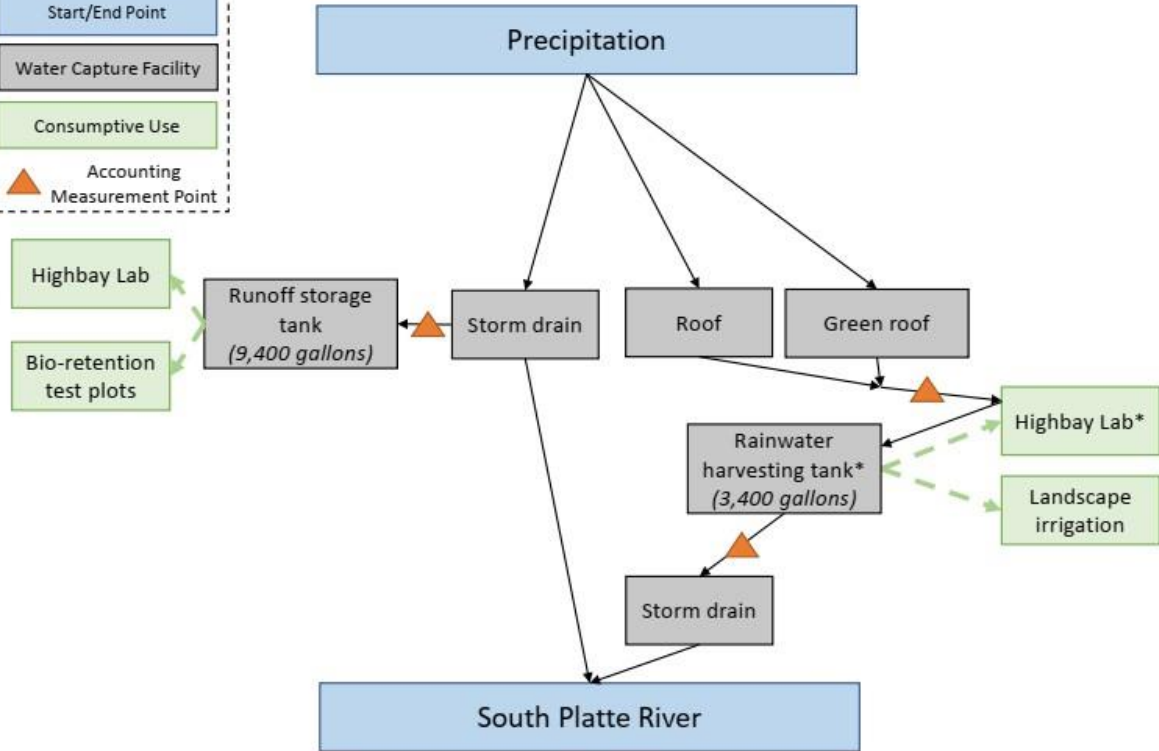 Start/End Point
Water Capture Facility
Consumptive Use
Accounting
Measurement Point
Precipitation
Highbay Lab
Bio-retention
test plots
Runoff storage
tank
(9,400 gallons)
Storm drain
Roof
Green roof
Highbay Lab*
Rainwater
harvesting tank*
(3,400 gallons)
Landscape
irrigation
Storm drain
South Platte River